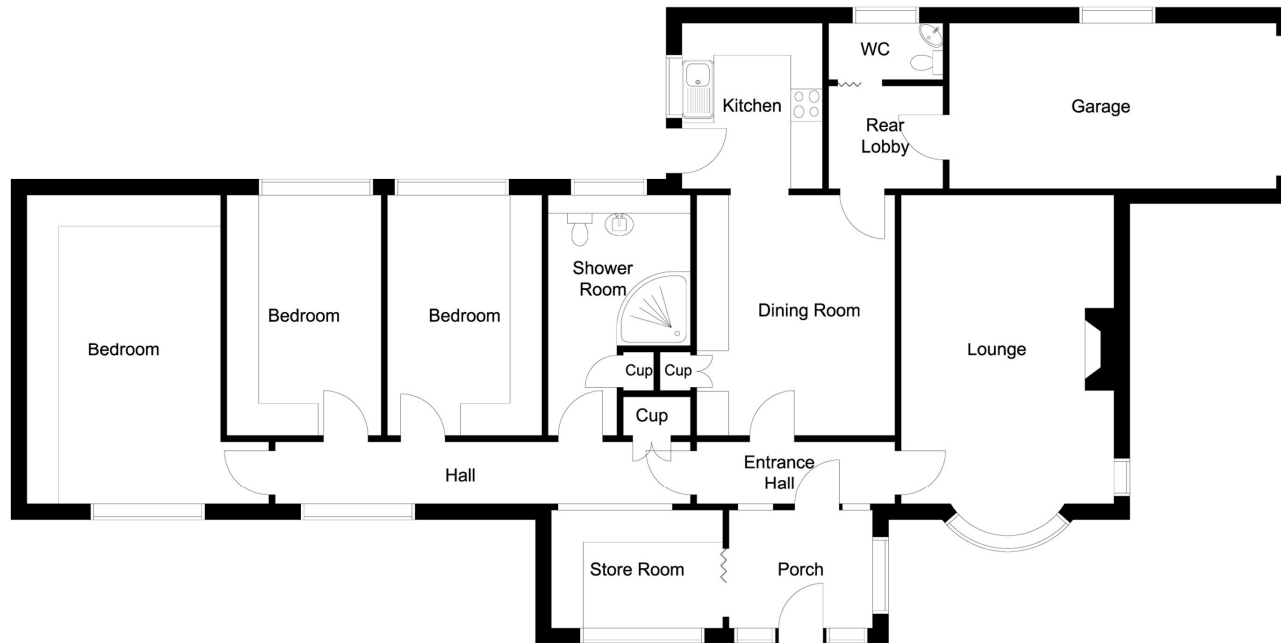 WC
Kitchen
Garage
Rear
Lobby
Shower
Room
Bedroom
Bedroom
Bedroom
Dining Room
Lounge
Cup
Cup
Cup
Hall
Entrance
Hall
Store Room
Porch